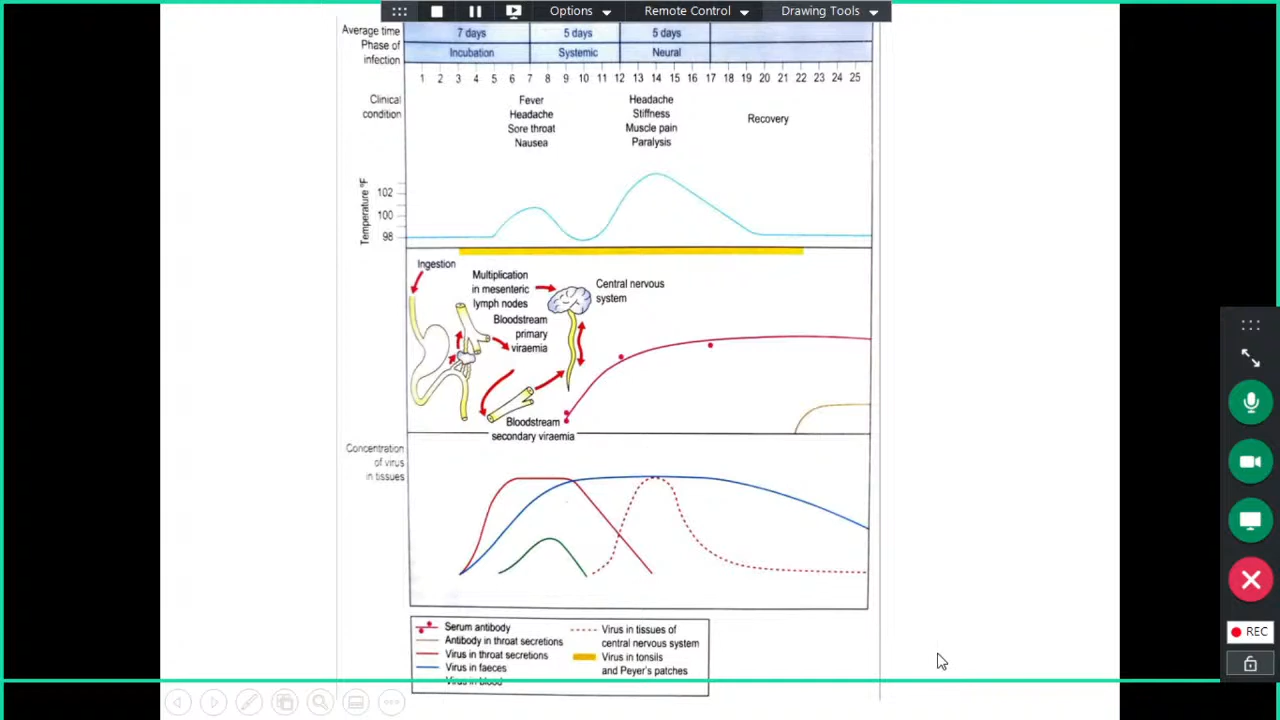 Options
Remote Control
Drawing Tools
Average time 7 days 5 days 5 days
Phase of infection Incubation Systemic Neural
1 2 3 4 5 6 7 8 9 10 11 12 13 14 15 16 17 18 19 20 21 22 23 24 25
Clinical
condition
Fever
Headache
Sore throat
Nausea
Headache
Stiffness
Muscle pain
Paralysis
Recovery
Temperature °F
102
100
98
Ingestion
Multiplication
in mesenteric
lymph nodes
Bloodstream
primary
viraemia
Central nervous
system
Bloodstream
secondary viraemia
Concentration
of virus
in tissues
Serum antibody
Antibody in throat secretions
Virus in throat secretions
Virus in faeces
Virus in blood
Virus in tissues of
central nervous system
Virus in tonsils
and Peyer's patches
REC